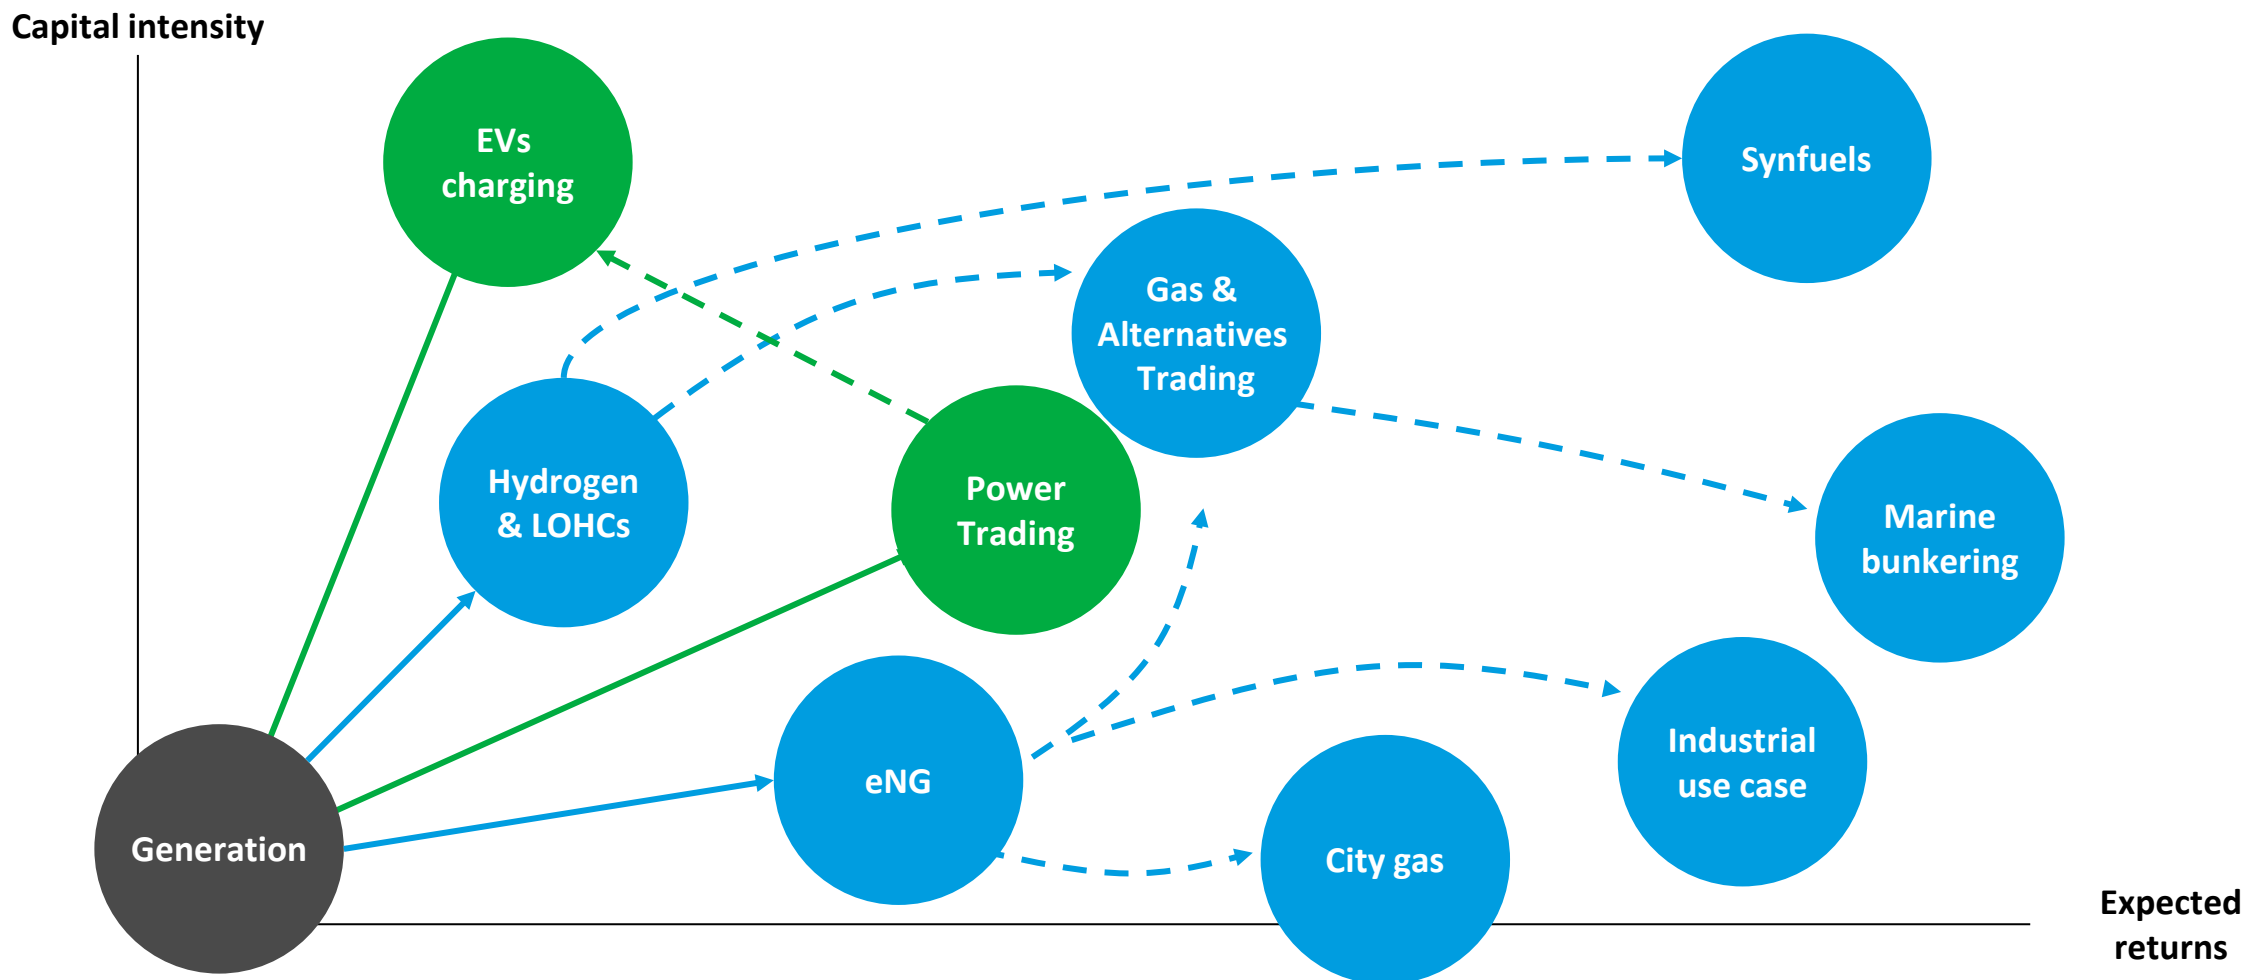 Capital intensity
EVs
charging
Synfuels
Gas &
Alternatives
Trading
Hydrogen
& LOHCs
Power
Trading
Marine
bunkering
Industrial
use case
eNG
Generation
City gas
Expected
returns